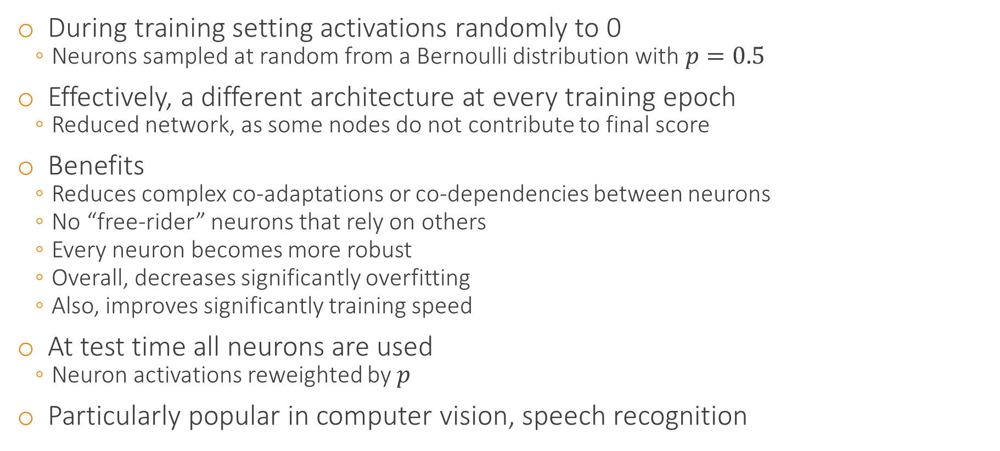 During training setting activations randomly to 0
Neurons sampled at random from a Bernoulli distribution with p = 0.5
Effectively, a different architecture at every training epoch
Reduced network, as some nodes do not contribute to final score
Benefits
Reduces complex co-adaptations or co-dependencies between neurons
No “free-rider” neurons that rely on others
Every neuron becomes more robust
Overall, decreases significantly overfitting
Also, improves significantly training speed
At test time all neurons are used
Neuron activations reweighted by p
Particularly popular in computer vision, speech recognition